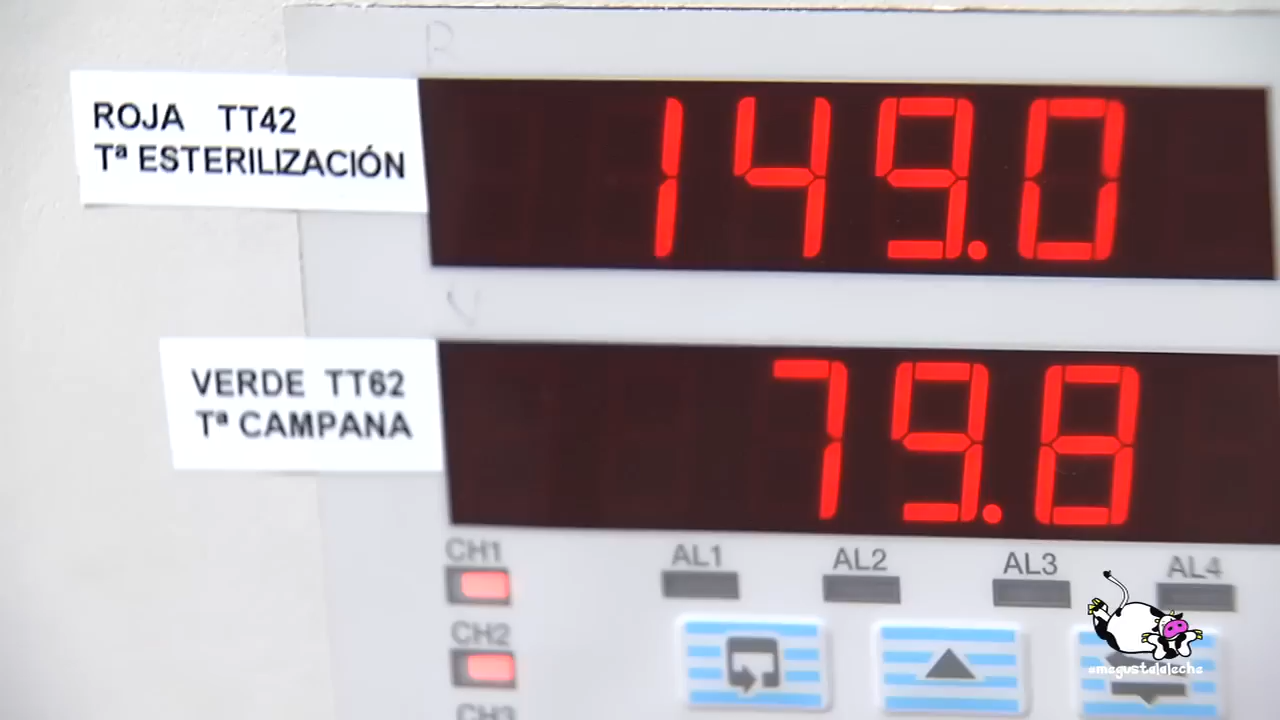 R
ROJA TT42
Tª ESTERILIZACIÓN
149.0
V
VERDE TT62
Tª CAMPANA
79.8
CH1
AL1 AL2 AL3 AL4
CH2
#megustalaleche
CH3